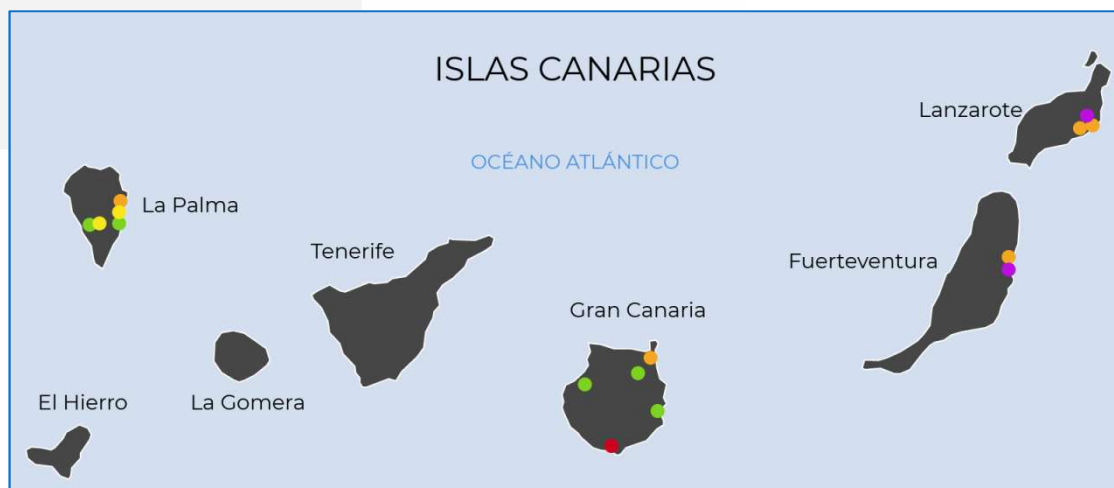 ISLAS CANARIAS
Lanzarote
OCÉANO ATLÁNTICO
La Palma
Tenerife
Fuerteventura
Gran Canaria
El Hierro
La Gomera